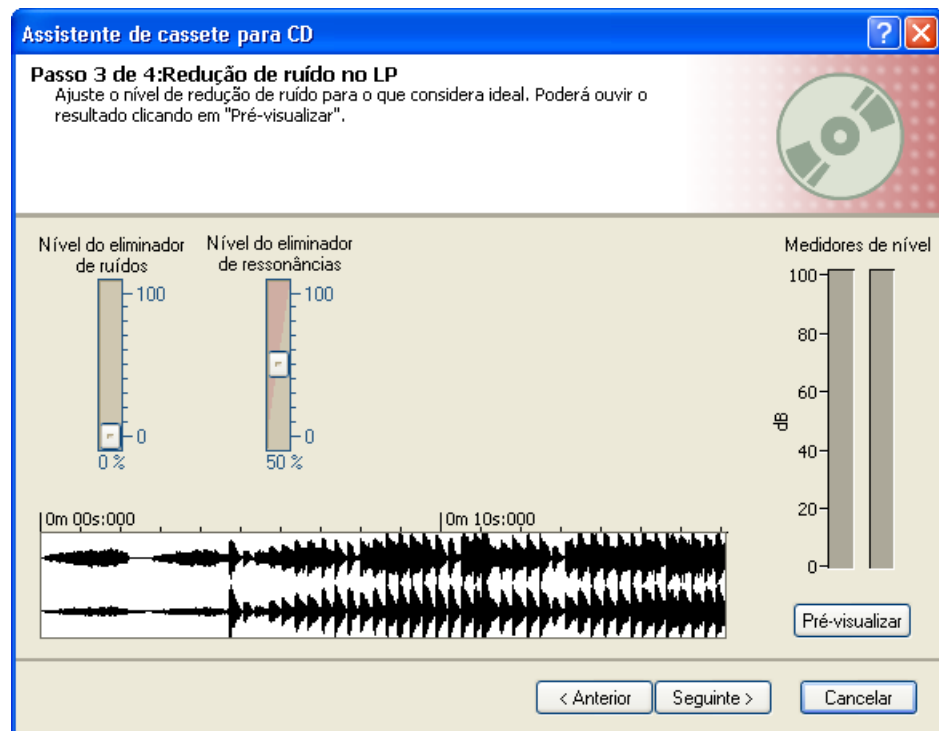 Assistente de cassete para CD
Passo 3 de 4:Redução de ruído no LP
Ajuste o nível de redução de ruído para o que considera ideal. Poderá ouvir o
resultado clicando em "Pré-visualizar".
Nível do eliminador
de ruídos
100
0
0 %
Nível do eliminador
de ressonâncias
100
0
50 %
Medidores de nível
100
80
60
dB
40
20
0
0m 00s:000
0m 10s:000
Pré-visualizar
< Anterior
Seguinte >
Cancelar